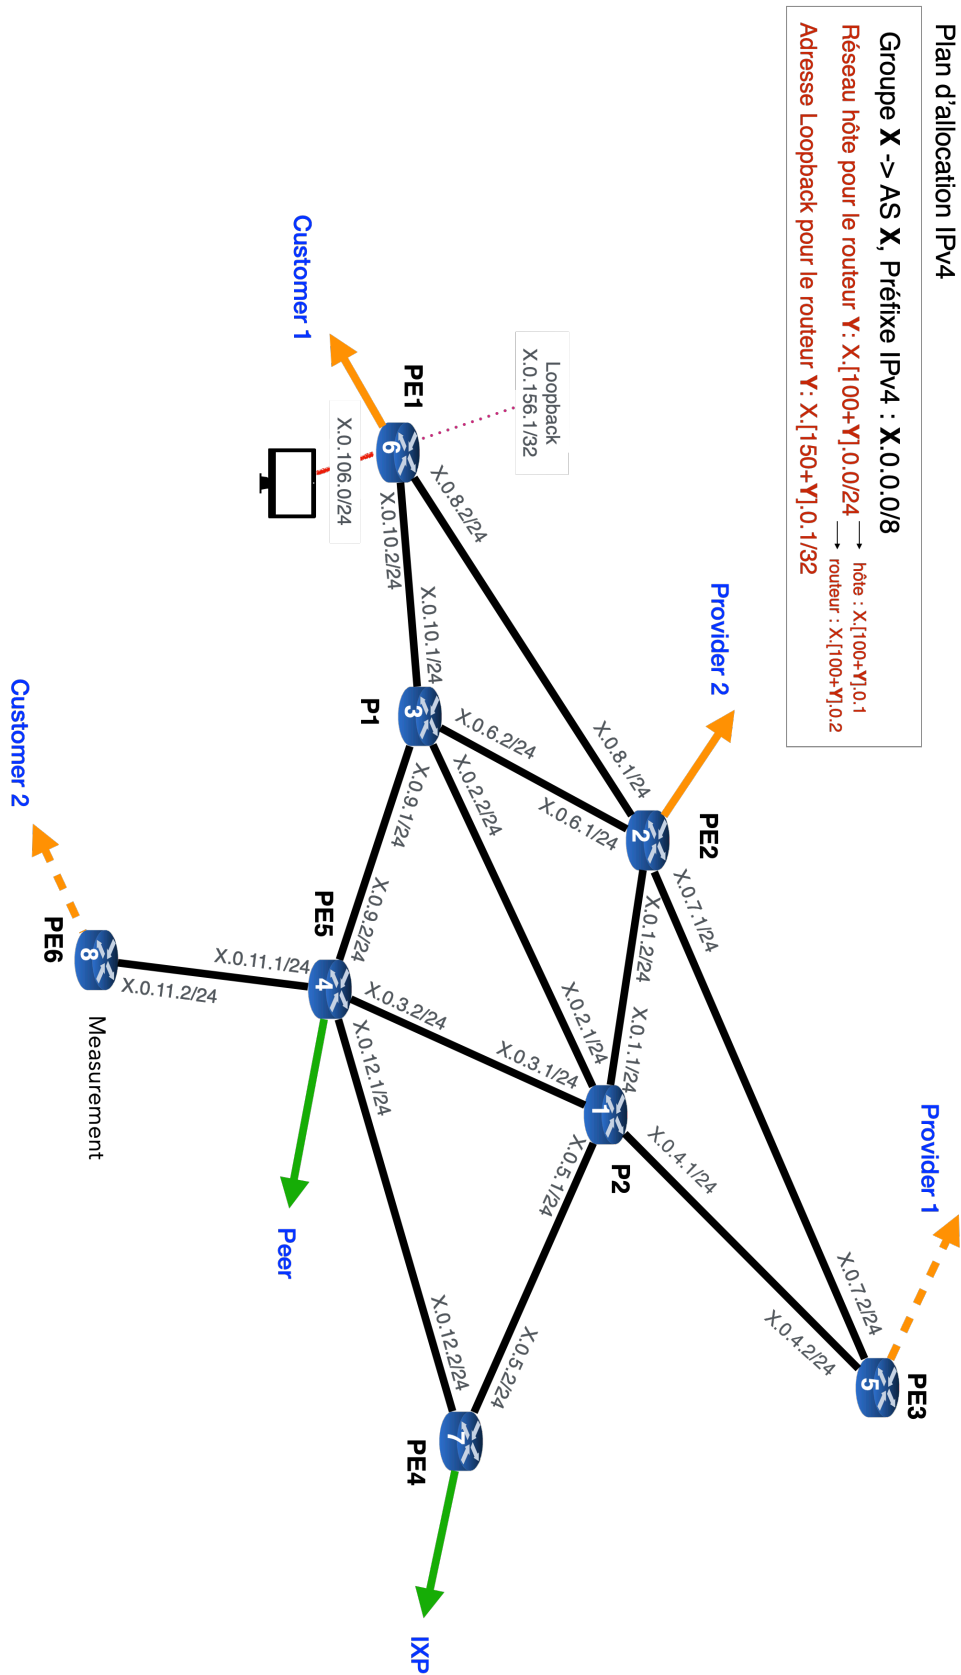 Plan d'allocation IPv4
Groupe X -> AS X, Préfixe IPv4 : X.0.0.0/8
Réseau hôte pour le routeur Y: X.[100+Y].0.0/24
hôte : X.[100+Y].0.1
routeur : X.[100+Y].0.2
Adresse Loopback pour le routeur Y: X.[150+Y].0.1/32
Provider 1
PE3
5
X.0.7.2/24
X.0.4.2/24
Provider 2
PE2
2
X.0.8.1/24
X.0.6.1/24
X.0.7.1/24
X.0.1.2/24
X.0.1.1/24
X.0.4.1/24
X.0.2.1/24
X.0.3.1/24
1
P2
X.0.5.1/24
Loopback
X.0.156.1/32
X.0.8.2/24
PE1
6
X.0.10.2/24
X.0.10.1/24
X.0.106.0/24
Customer 1
X.0.6.2/24
X.0.2.2/24
3
P1
X.0.9.1/24
X.0.9.2/24
PE5
4
X.0.3.2/24
X.0.12.1/24
X.0.11.1/24
X.0.5.2/24
X.0.12.2/24
7
PE4
IXP
Peer
X.0.11.2/24
8
PE6
Measurement
Customer 2